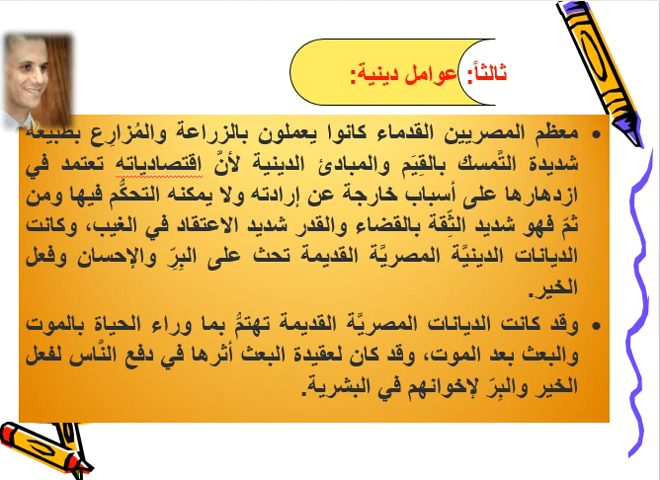 ثالثاً: عوامل دينية:
معظم المصريين القدماء كانوا يعملون بالزراعة والمُزارِع بطبيعة
شديدة التَّمسك بالقِيَم والمبادئ الدينية لأنَّ اقتصادياته تعتمد في
ازدهارها على أسباب خارجة عن إرادته ولا يمكنه التحكُّم فيها ومن
ثمّ فهو شديد الثِّقة بالقضاء والقدر شديد الاعتقاد في الغيب، وكانت
الديانات الدينيَّة المصريَّة القديمة تحث على البِرّ والإحسان وفعل
الخير.
وقد كانت الديانات المصريَّة القديمة تهتمُّ بما وراء الحياة بالموت
والبعث بعد الموت، وقد كان لعقيدة البعث أثرها في دفع النَّاس لفعل
الخير والبِرّ لإخوانهم في البشرية.